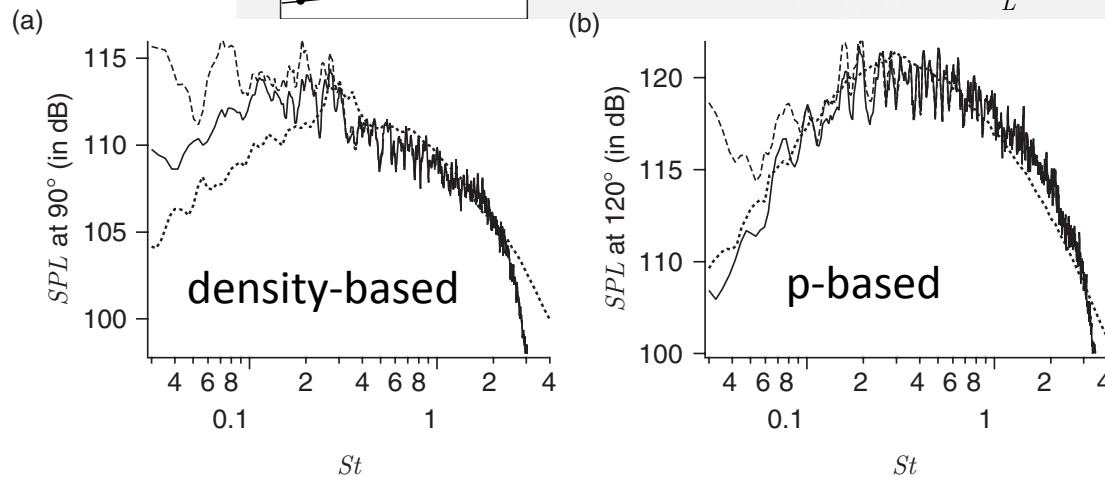 L
(a)
(b)
SPL at 90° (in dB)
115
110
105
100
density-based
4 6 8 2 4 6 8 2 4
0.1 1
St
SPL at 120° (in dB)
120
115
110
100
p-based
4 6 8 2 4 6 8 2 4
0.1 1
St